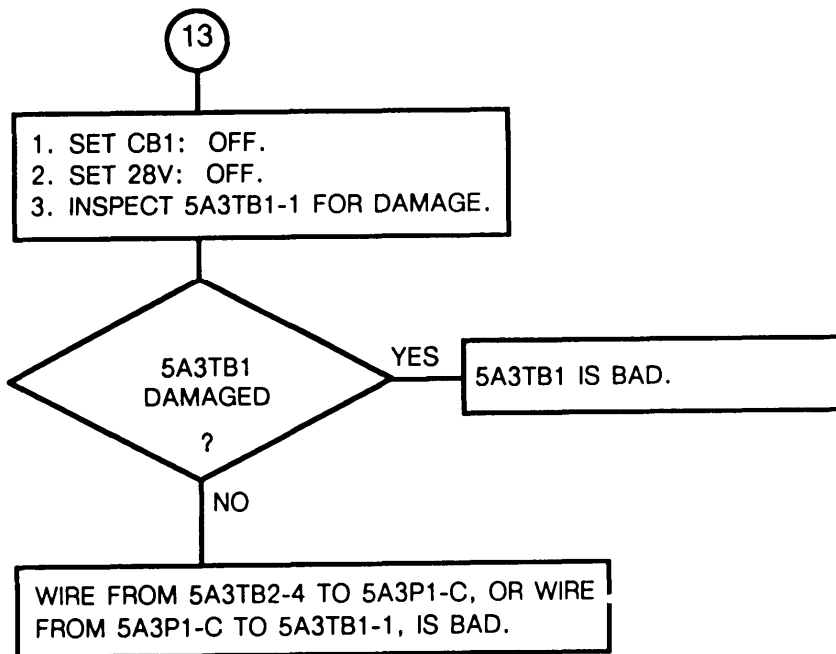 13
1. SET CB1: OFF.
2. SET 28V: OFF.
3. INSPECT 5A3TB1-1 FOR DAMAGE.
5A3TB1
DAMAGED
?
YES
5A3TB1 IS BAD.
NO
WIRE FROM 5A3TB2-4 TO 5A3P1-C, OR WIRE
FROM 5A3P1-C TO 5A3TB1-1, IS BAD.